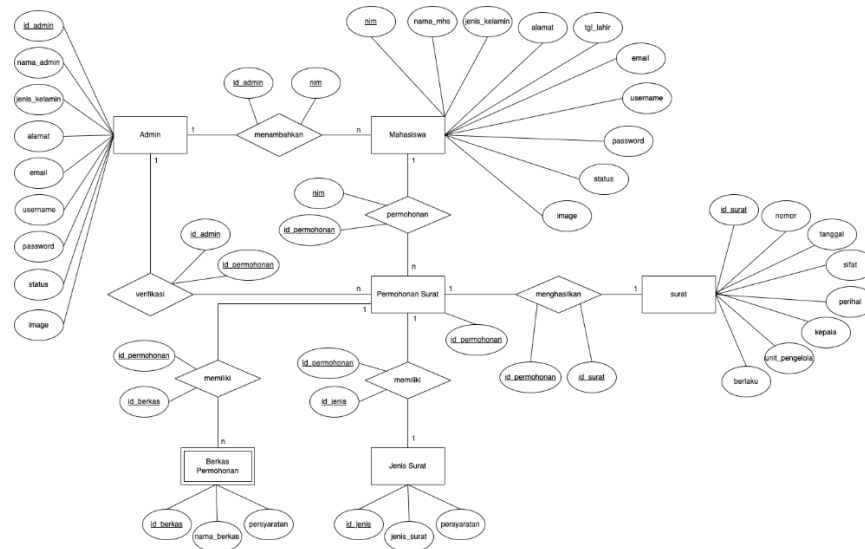 id_admin
nama_admin
jenis_kelamin
alamat
email
username
password
status
image
Admin
1
id_admin
nim
menambahkan
n
Mahasiswa
nim
nama_mhs
jenis_kelamin
alamat
tgl_lahir
email
username
password
status
image
1
1
nim
id_permohonan
permohonan
n
id_admin
id_permohonan
verifikasi
n
Permohonan Surat
1
menghasilkan
1
surat
id_surat
nomor
tanggal
sifat
perihal
kepala
unit_pengelola
berlaku
1
1
id_permohonan
id_permohonan
id_surat
id_permohonan
id_berkas
memiliki
n
id_permohonan
id_jenis
memiliki
1
Berkas
Permohonan
Jenis Surat
id_berkas
nama_berkas
persyaratan
id_jenis
jenis_surat
persyaratan